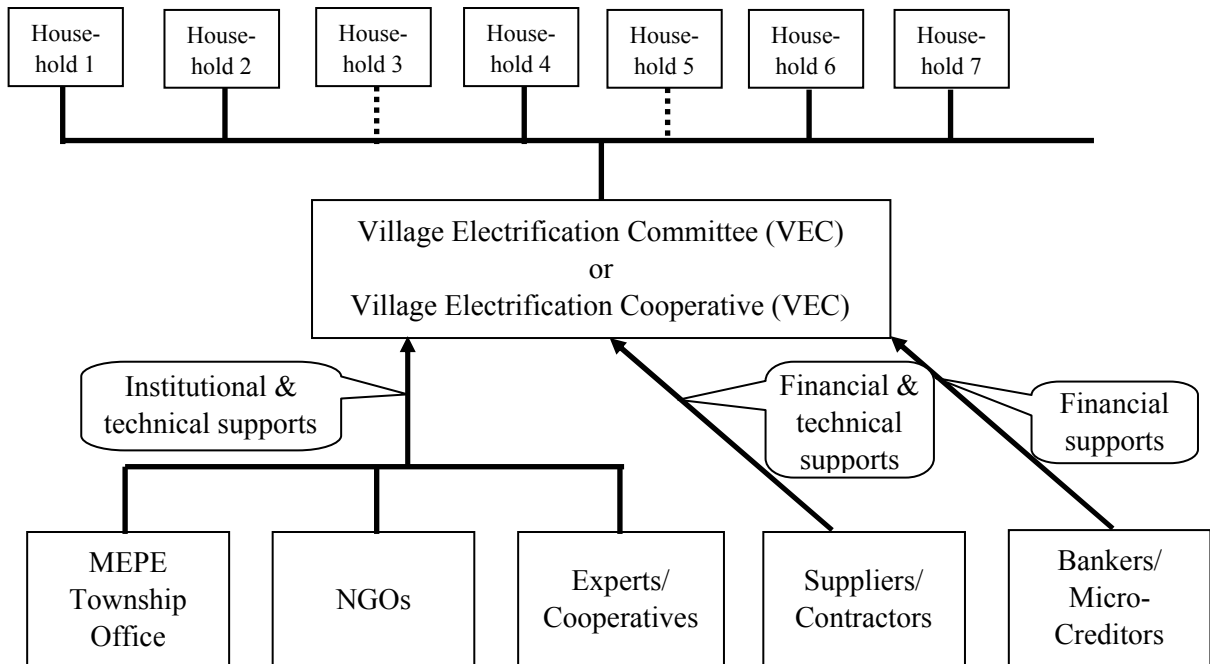 House-
hold 1
House-
hold 2
House-
hold 3
House-
hold 4
House-
hold 5
House-
hold 6
House-
hold 7
Village Electrification Committee (VEC)
or
Village Electrification Cooperative (VEC)
Institutional &
technical supports
Financial &
technical
supports
Financial
supports
MEPE
Township
Office
NGOs
Experts/
Cooperatives
Suppliers/
Contractors
Bankers/
Micro-
Creditors